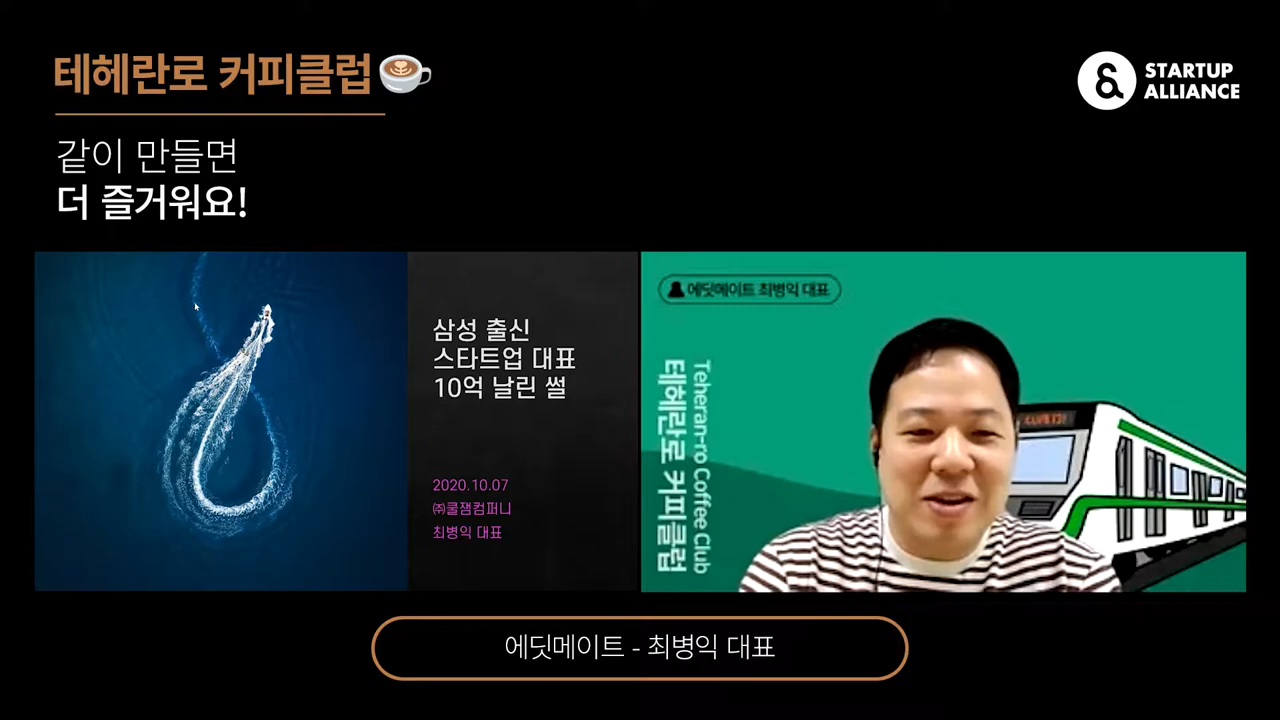 테헤란로 커피클럽
STARTUP
ALLIANCE
같이 만들면
더 즐거워요!
삼성 출신
스타트업 대표
10억 날린 썰
2020.10.07
㈜쿨잼컴퍼니
최병익 대표
에딧메이트 최병익 대표
Teheran-ro Coffee Club
테헤란로 커피클럽
에딧메이트 - 최병익 대표